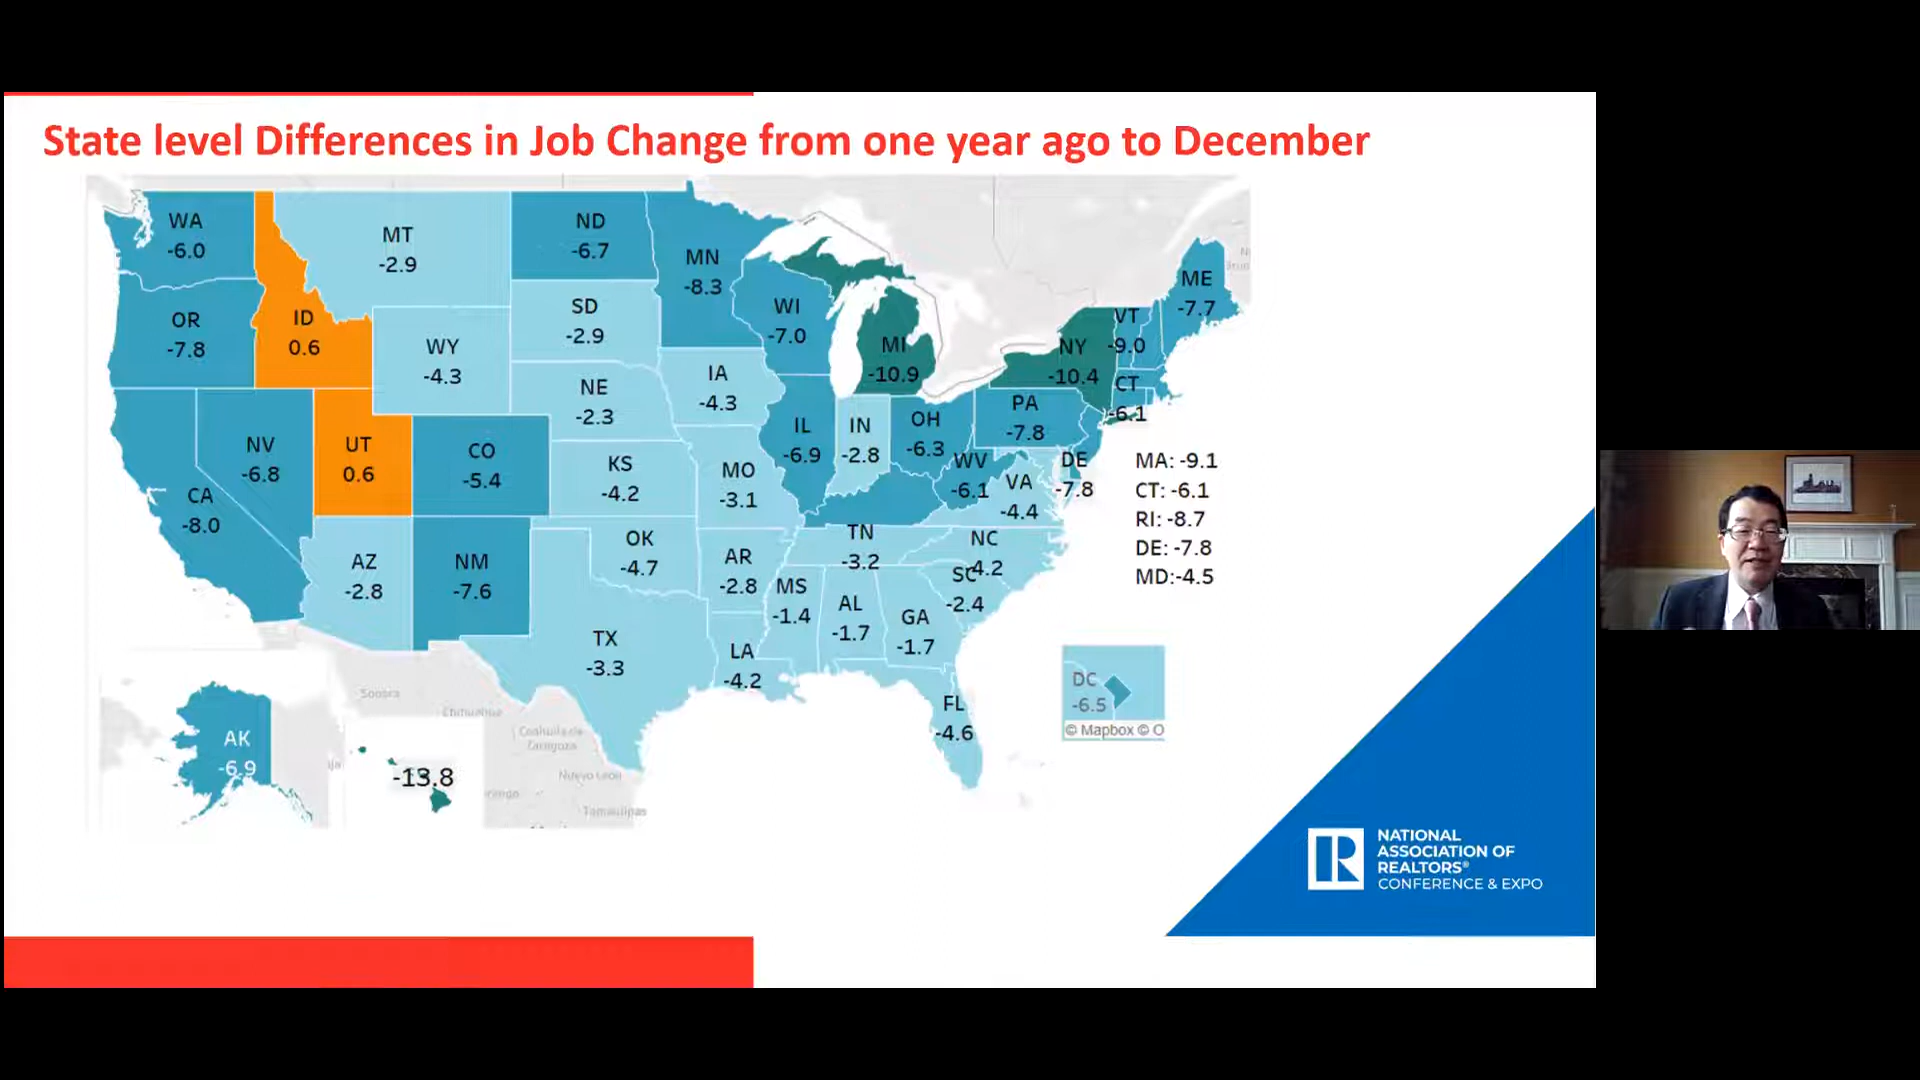 State level Differences in Job Change from one year ago to December
WA
-6.0
MT
-2.9
ND
-6.7
MN
-8.3
ME
-7.7
OR
-7.8
ID
0.6
WY
-4.3
SD
-2.9
WI
-7.0
MI
-10.9
NY
-10.4
VT
-9.0
NE
-2.3
IA
-4.3
CT
-6.1
PA
-7.8
NV
-6.8
UT
0.6
CO
-5.4
KS
-4.2
MO
-3.1
IL
-6.9
IN
-2.8
OH
-6.3
WV
-6.1
VA
-4.4
DE
-7.8
CA
-8.0
MA: -9.1
CT: -6.1
RI: -8.7
DE: -7.8
MD:-4.5
AZ
-2.8
NM
-7.6
OK
-4.7
AR
-2.8
TN
-3.2
NC
-4.2
SC
-2.4
MS
-1.4
AL
-1.7
GA
-1.7
TX
-3.3
LA
-4.2
FL
-4.6
DC
-6.5
© Mapbox © O
AK
-6.9
-13.8
Sonora
Chihuahua
Coahuila de
Zaragoza
Nuevo León
Tamaulipas
NATIONAL
ASSOCIATION OF
REALTORS®
CONFERENCE & EXPO